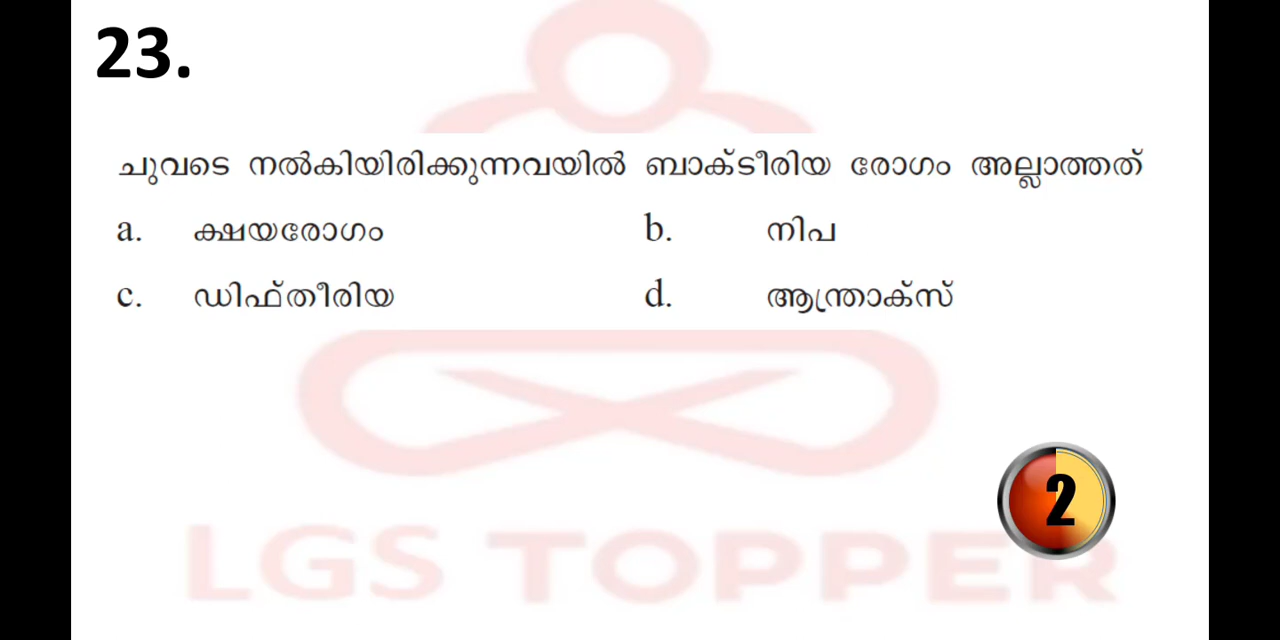 23.
ചുവടെ നൽകിയിരിക്കുന്നവയിൽ ബാക്ടീരിയ രോഗം അല്ലാത്തത്
a. ക്ഷയരോഗം b. നിപ
c. ഡിഫ്തീരിയ d. ആന്ത്രാക്സ്
2
LGS TOPPER